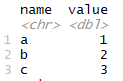 name value
<chr> <dbl>
1 a 1
2 b 2
3 c 3